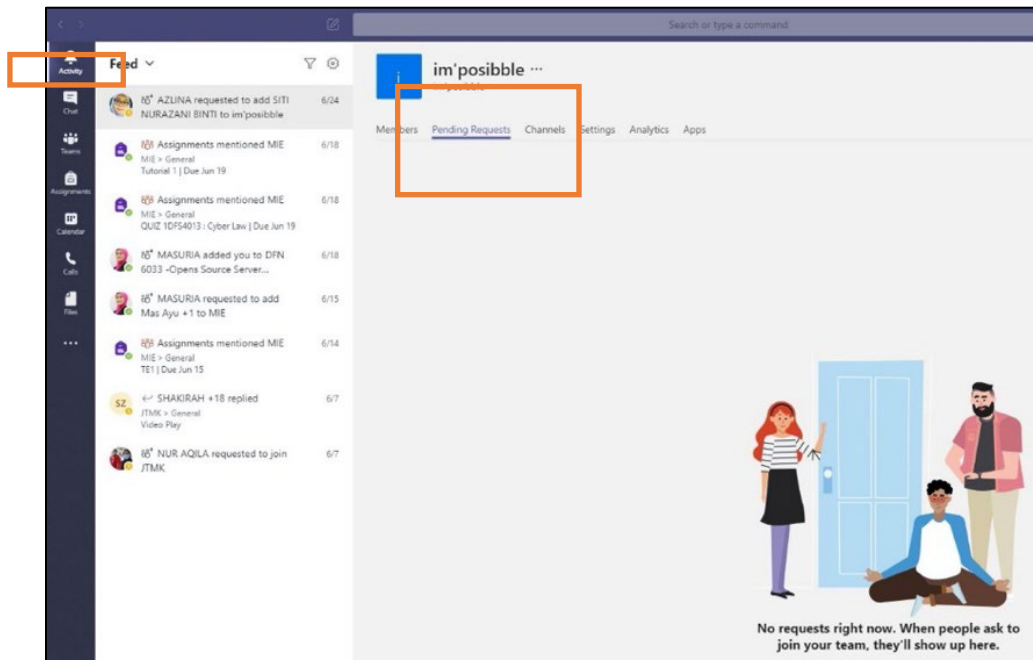 Search or type a command
Activity
Chat
Teams
Assignments
Calendar
Calls
Files
Feed
AZLINA requested to add SITI 6/24
NURAZANI BINTI to im'posibble
Assignments mentioned MIE 6/18
MIE > General
Tutorial 1 | Due Jun 19
Assignments mentioned MIE 6/18
MIE > General
QUIZ 1DFS4013 : Cyber Law | Due Jun 19
MASURIA added you to DFN 6/18
6033 -Opens Source Server...
MASURIA requested to add 6/15
Mas Ayu +1 to MIE
Assignments mentioned MIE 6/14
MIE > General
TE1 | Due Jun 15
SZ SHAKIRAH +18 replied 6/7
JTMK > General
Video Play
NUR AQILA requested to join 6/7
JTMK
i
im'posibble ...
im'posibble
Members Pending Requests Channels Settings Analytics Apps
No requests right now. When people ask to
join your team, they'll show up here.